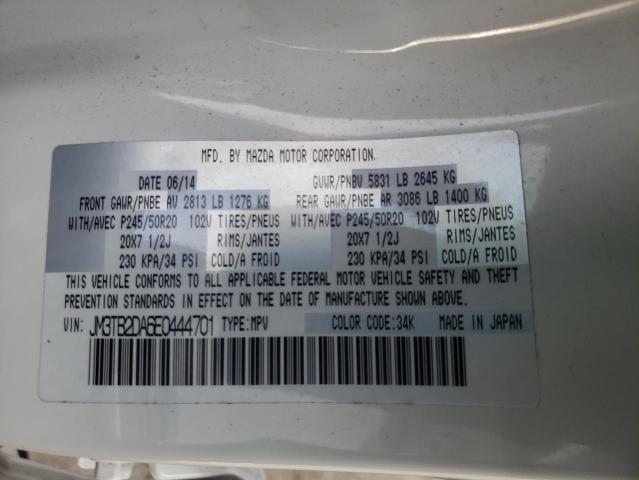 MFD. BY MAZDA MOTOR CORPORATION
DATE 06/14 GVWR/PNBV 5831 LB 2645 KG
FRONT GAWR/PNBE AV 2813 LB 1276 KG REAR GAWR/PNBE AR 3086 LB 1400 KG
WITH/AVEC P245/50R20 102V TIRES/PNEUS WITH/AVEC P245/50R20 102V TIRES/PNEUS
20X7 1/2J RIMS/JANTES 20X7 1/2J RIMS/JANTES
230 KPA/34 PSI COLD/A FROID 230 KPA/34 PSI COLD/A FROID
THIS VEHICLE CONFORMS TO ALL APPLICABLE FEDERAL MOTOR VEHICLE SAFETY AND THEFT
PREVENTION STANDARDS IN EFFECT ON THE DATE OF MANUFACTURE SHOWN ABOVE.
VIN: JM3TB2DA6E0444701 TYPE:MPV COLOR CODE:34K MADE IN JAPAN